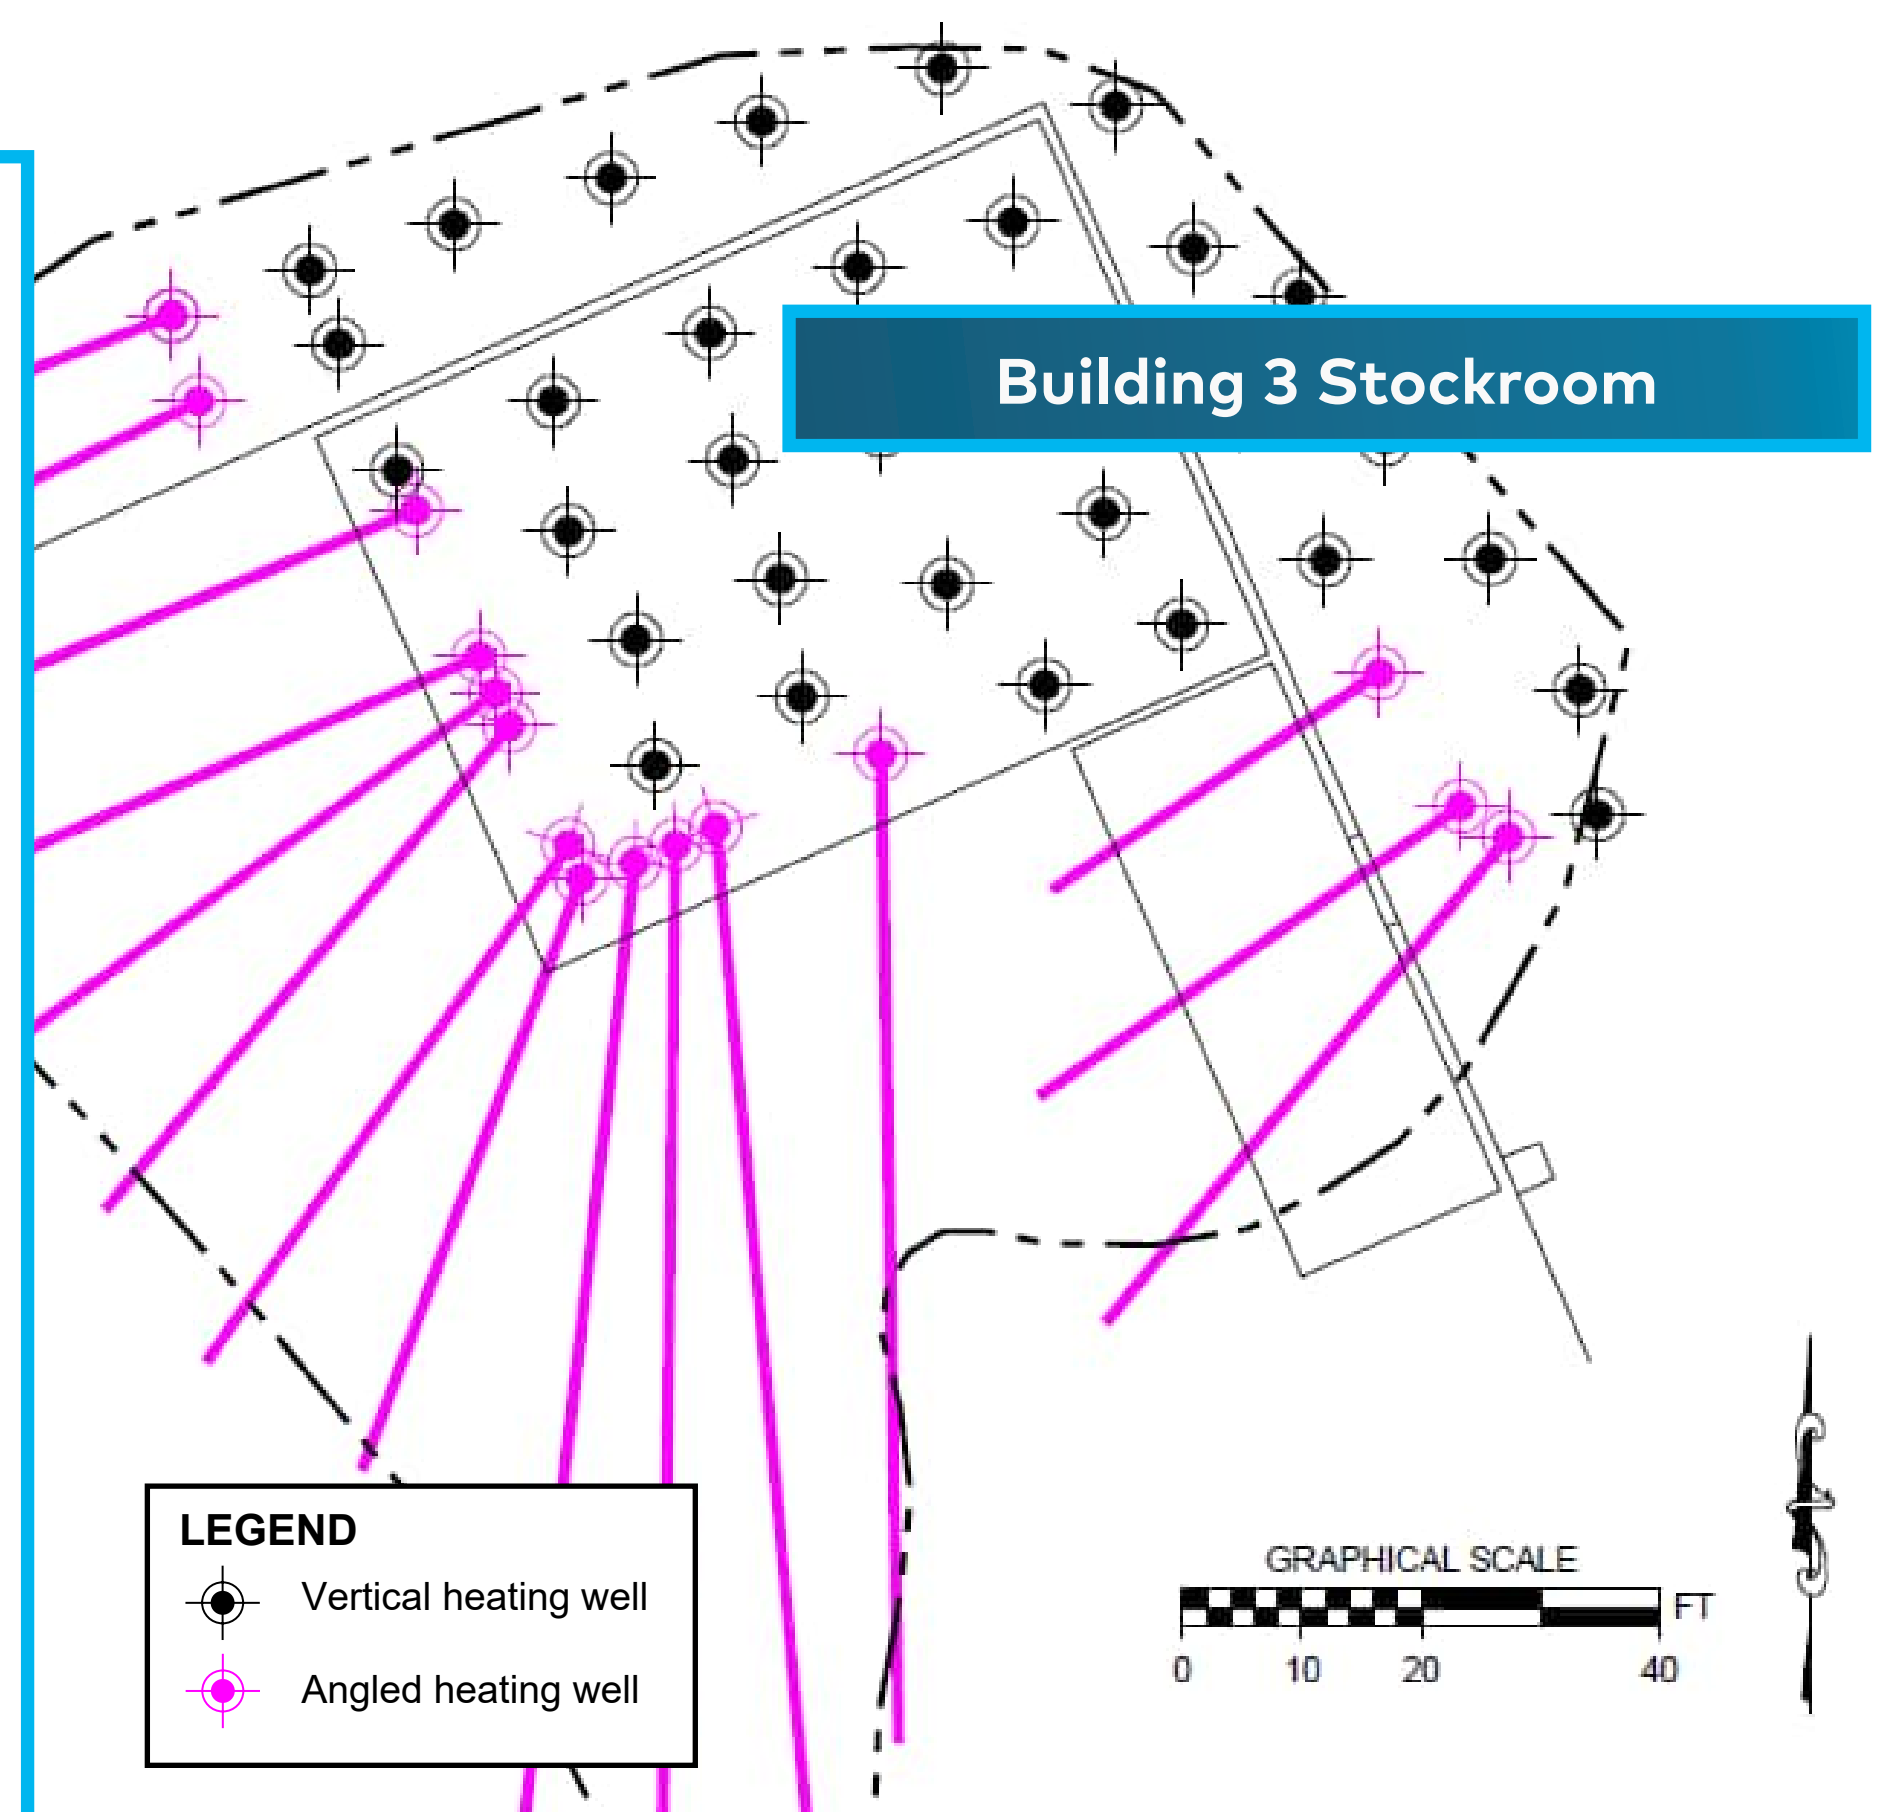 Building 3 Stockroom
LEGEND
Vertical heating well
Angled heating well
GRAPHICAL SCALE
FT
0 10 20 40